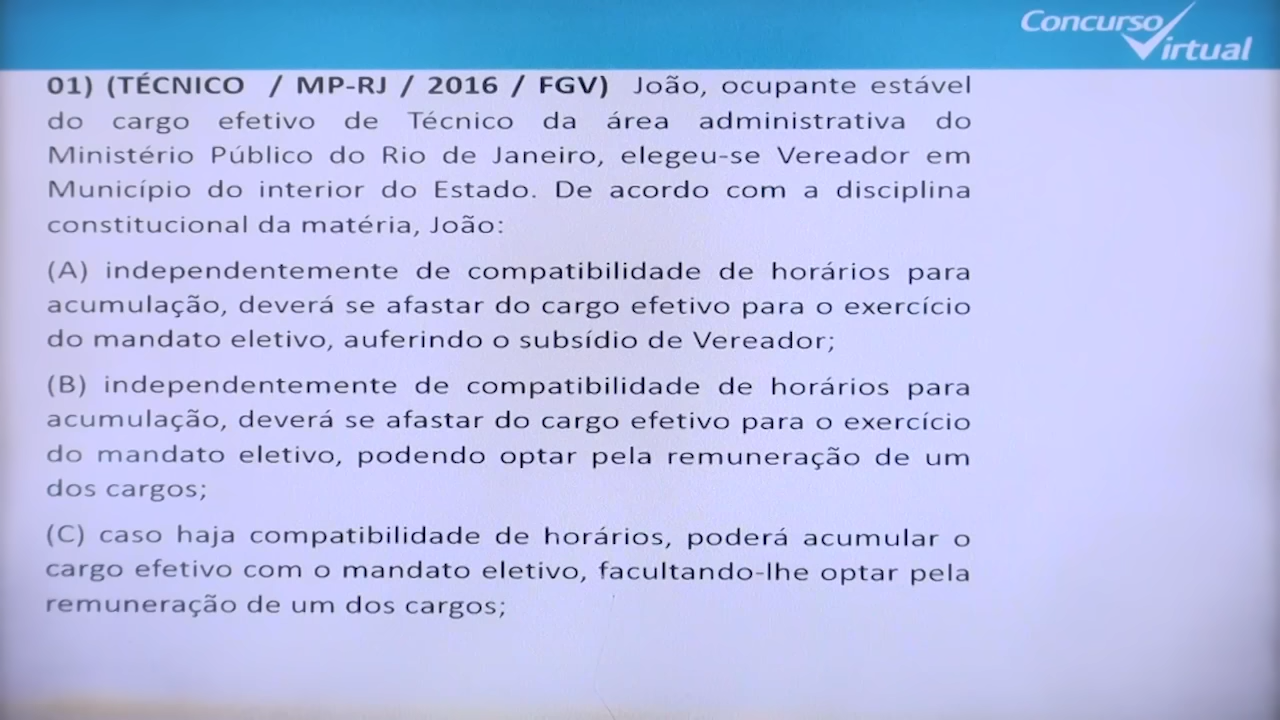 Concurso
Virtual
01) (TÉCNICO / MP-RJ / 2016 / FGV) João, ocupante estável
do cargo efetivo de Técnico da área administrativa do
Ministério Público do Rio de Janeiro, elegeu-se Vereador em
Município do interior do Estado. De acordo com a disciplina
constitucional da matéria, João:
(A) independentemente de compatibilidade de horários para
acumulação, deverá se afastar do cargo efetivo para o exercício
do mandato eletivo, auferindo o subsídio de Vereador;
(B) independentemente de compatibilidade de horários para
acumulação, deverá se afastar do cargo efetivo para o exercício
do mandato eletivo, podendo optar pela remuneração de um
dos cargos;
(C) caso haja compatibilidade de horários, poderá acumular o
cargo efetivo com o mandato eletivo, facultando-lhe optar pela
remuneração de um dos cargos;